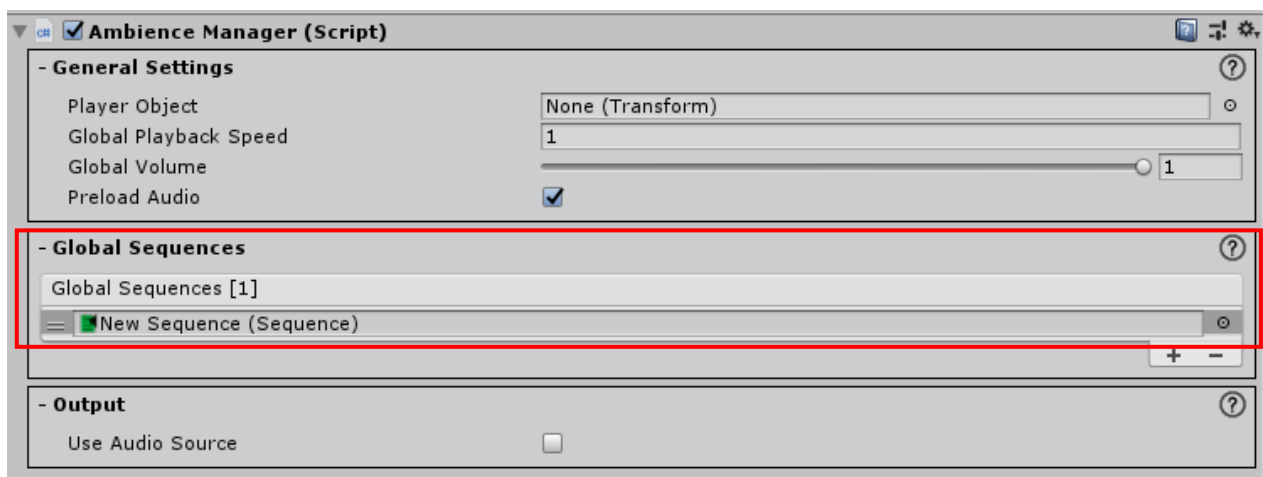 Ambience Manager (Script)
- General Settings
Player Object None (Transform)
Global Playback Speed 1
Global Volume 1
Preload Audio
- Global Sequences
Global Sequences [1]
New Sequence (Sequence)
+ −
- Output
Use Audio Source